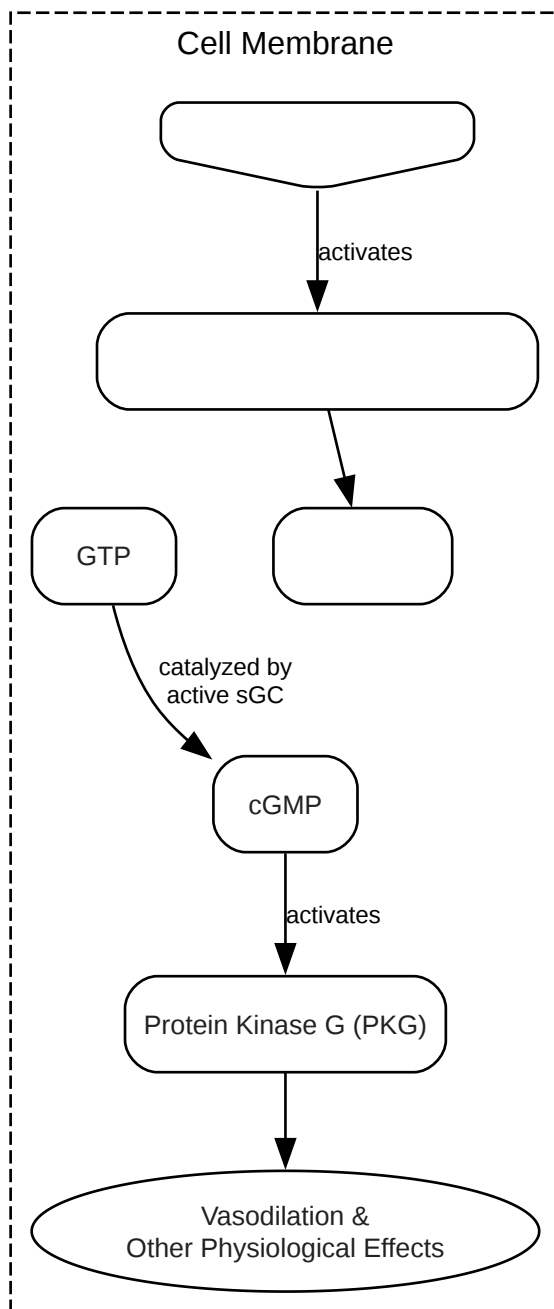 Cell Membrane
activates
GTP
catalyzed by
active sGC
cGMP
activates
Protein Kinase G (PKG)
Vasodilation &
Other Physiological Effects